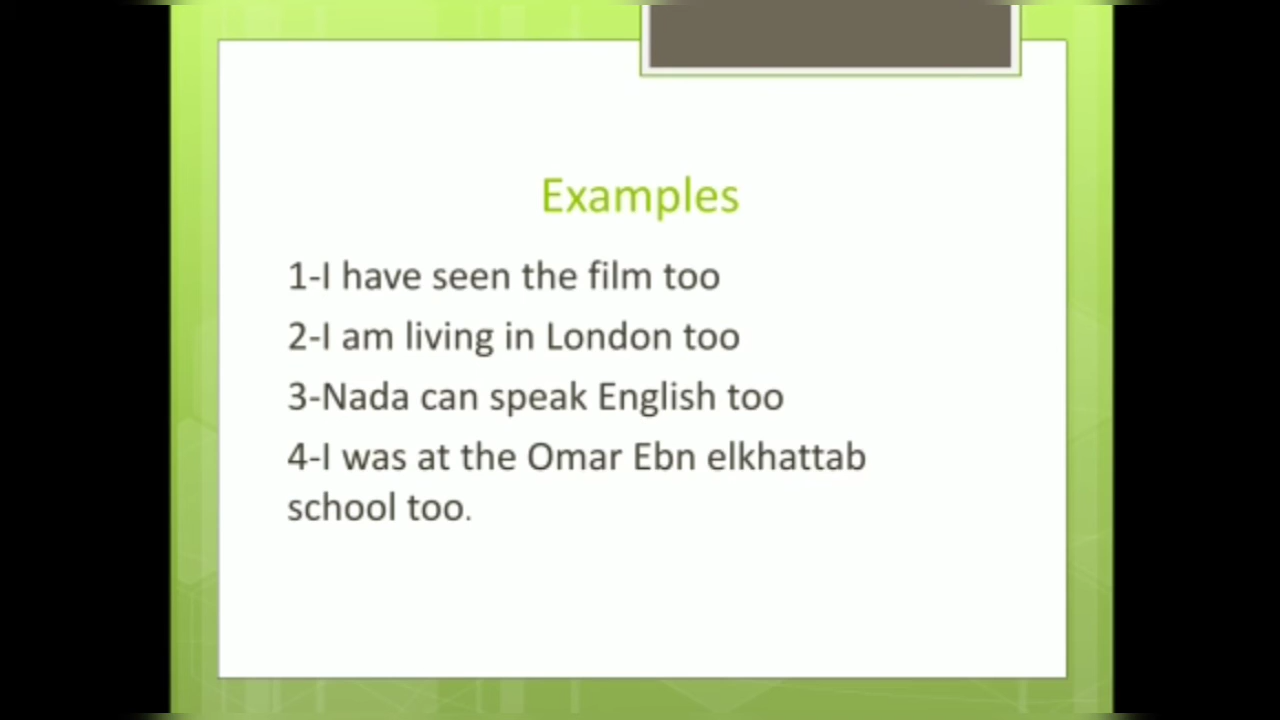 Examples
1-I have seen the film too
2-I am living in London too
3-Nada can speak English too
4-I was at the Omar Ebn elkhattab
school too.